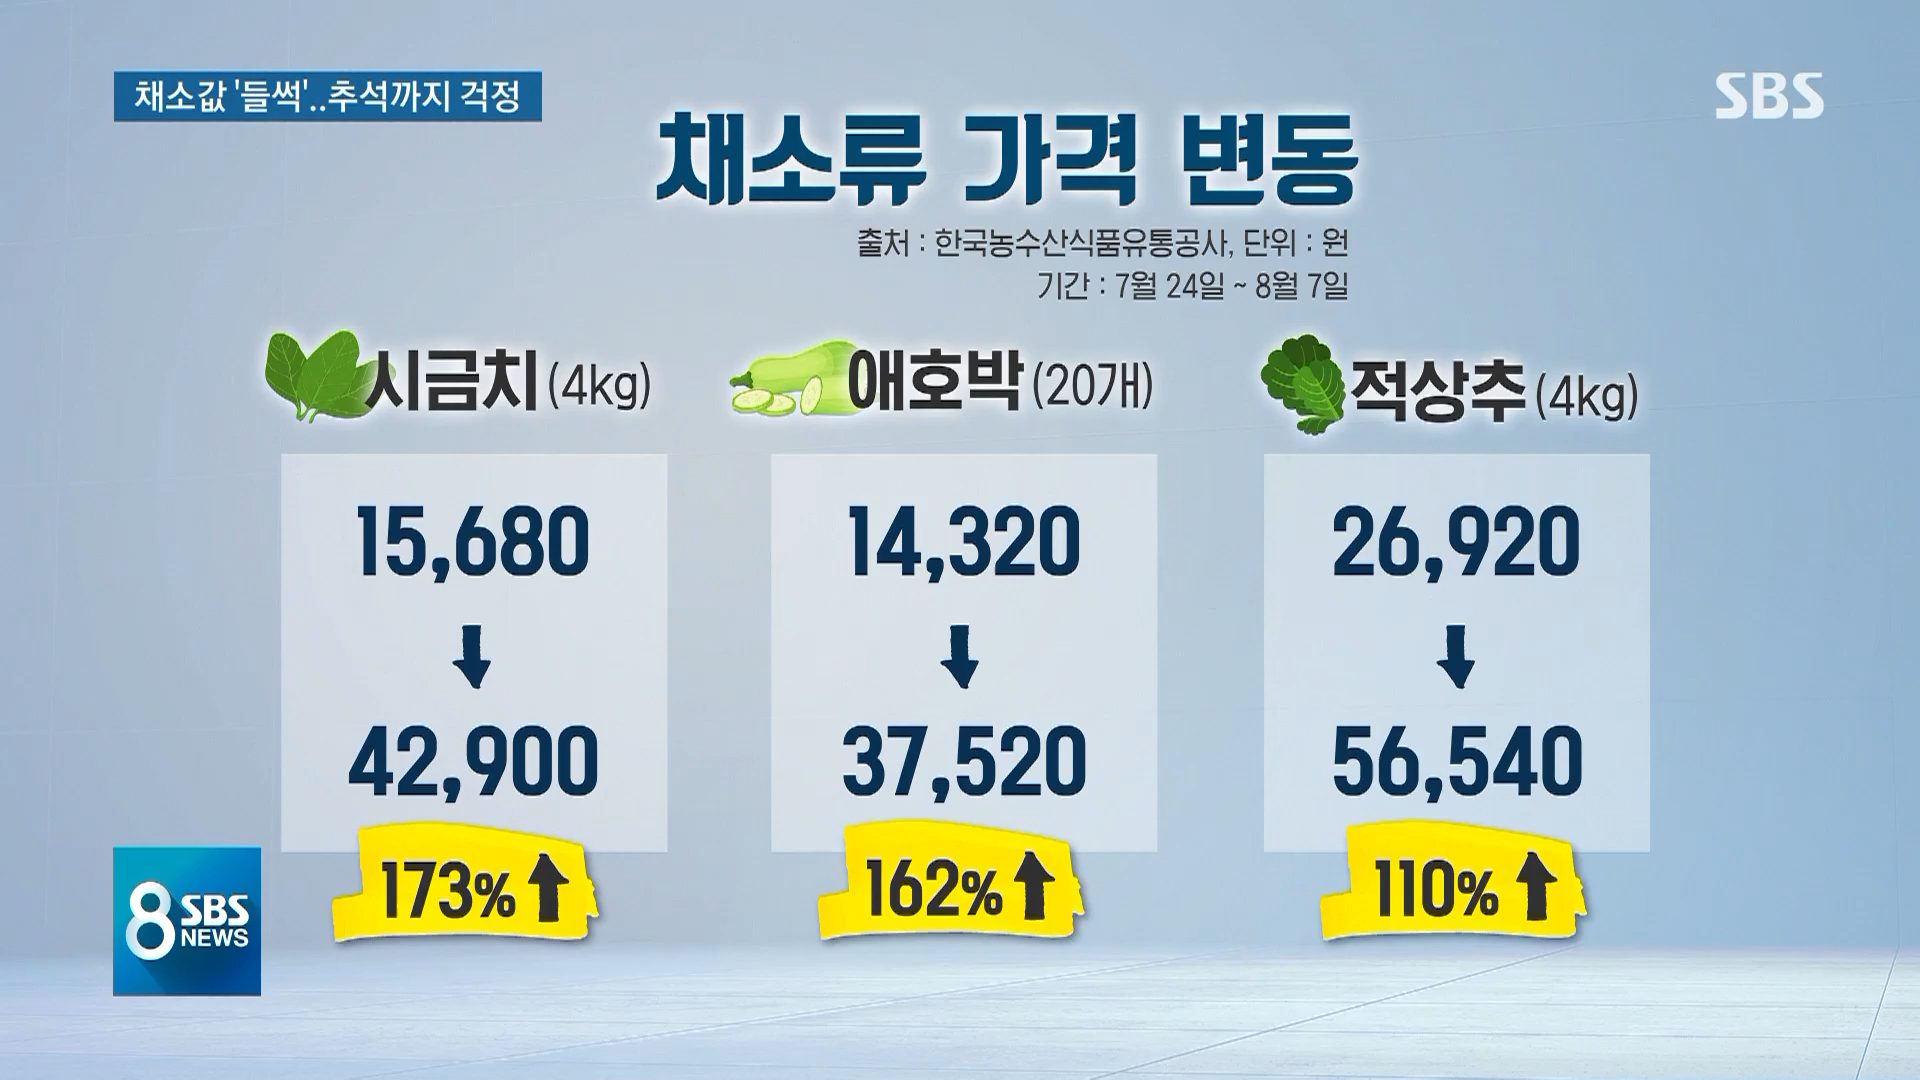 채소값 '들썩'..추석까지 걱정
SBS
채소류 가격 변동
출처 : 한국농수산식품유통공사, 단위 : 원
기간 : 7월 24일 ~ 8월 7일
시금치(4kg)
15,680
42,900
173%
애호박(20개)
14,320
37,520
162%
적상추(4kg)
26,920
56,540
110%
8 SBS
NEWS